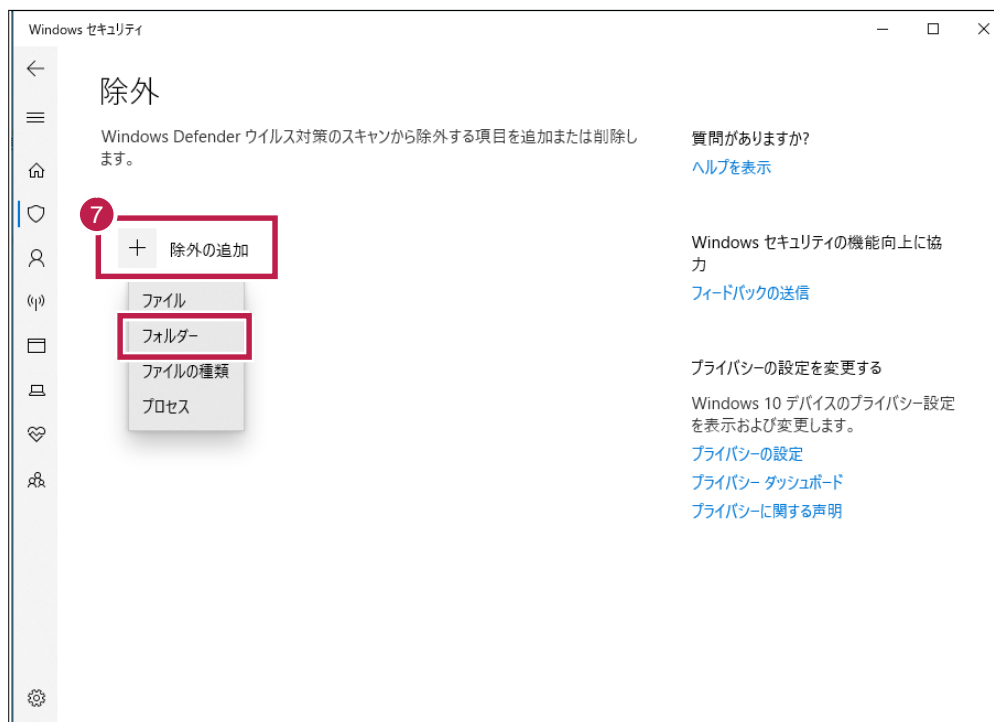 Windows セキュリティ
除外
Windows Defender ウイルス対策のスキャンから除外する項目を追加または削除し
ます。
7
除外の追加
ファイル
フォルダー
ファイルの種類
プロセス
質問がありますか?
ヘルプを表示
Windows セキュリティの機能向上に協
力
フィードバックの送信
プライバシーの設定を変更する
Windows 10 デバイスのプライバシー設定
を表示および変更します。
プライバシーの設定
プライバシー ダッシュボード
プライバシーに関する声明